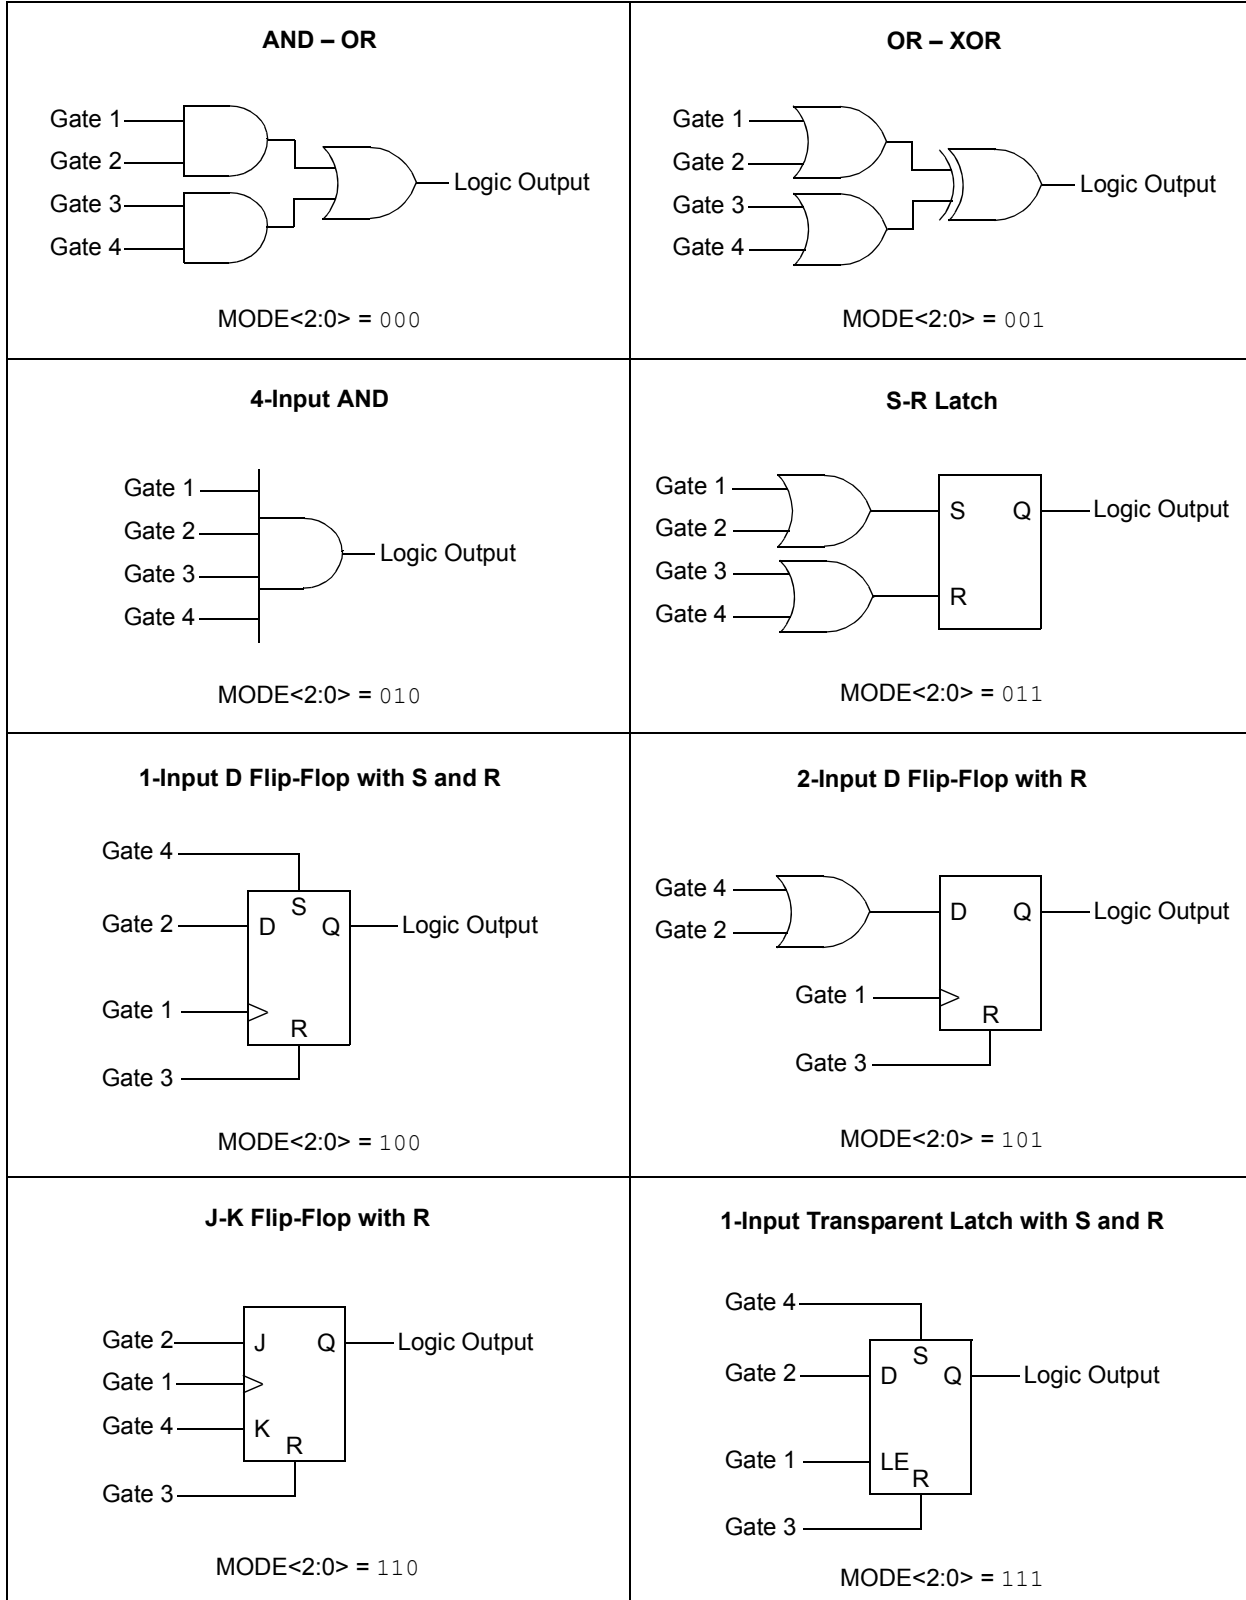 AND – OR
Gate 1
Gate 2
Gate 3
Gate 4
Logic Output
MODE<2:0> = 000
OR – XOR
Gate 1
Gate 2
Gate 3
Gate 4
Logic Output
MODE<2:0> = 001
4-Input AND
Gate 1
Gate 2
Gate 3
Gate 4
Logic Output
MODE<2:0> = 010
S-R Latch
Gate 1
Gate 2
Gate 3
Gate 4
S Q
R
Logic Output
MODE<2:0> = 011
1-Input D Flip-Flop with S and R
Gate 4
Gate 2
Gate 1
Gate 3
S
D Q
R
Logic Output
MODE<2:0> = 100
2-Input D Flip-Flop with R
Gate 4
Gate 2
Gate 1
Gate 3
D Q
R
Logic Output
MODE<2:0> = 101
J-K Flip-Flop with R
Gate 2
Gate 1
Gate 4
Gate 3
J Q
K
R
Logic Output
MODE<2:0> = 110
1-Input Transparent Latch with S and R
Gate 4
Gate 2
Gate 1
Gate 3
S
D Q
LE
R
Logic Output
MODE<2:0> = 111